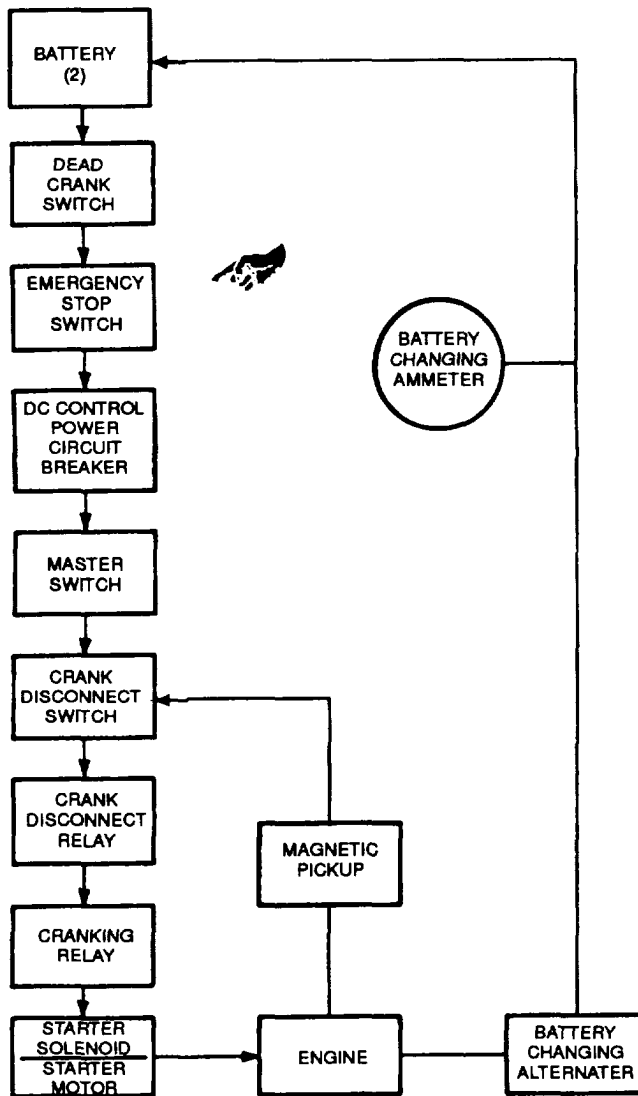 BATTERY
(2)
DEAD
CRANK
SWITCH
EMERGENCY
STOP
SWITCH
BATTERY
CHANGING
AMMETER
DC CONTROL
POWER
CIRCUIT
BREAKER
MASTER
SWITCH
CRANK
DISCONNECT
SWITCH
CRANK
DISCONNECT
RELAY
MAGNETIC
PICKUP
CRANKING
RELAY
STARTER
SOLENOID
STARTER
MOTOR
ENGINE
BATTERY
CHANGING
ALTERNATER